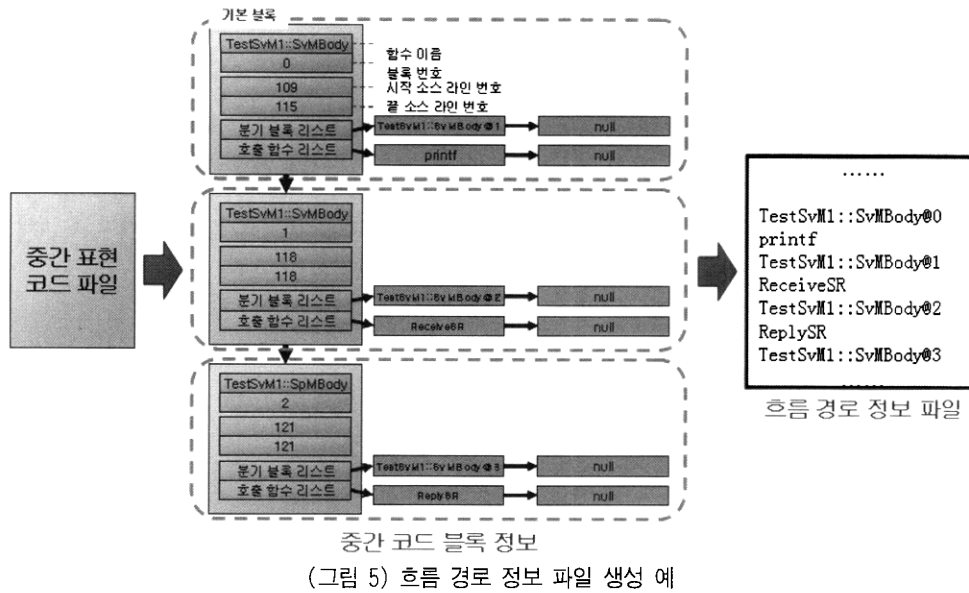 기본 블록
TestSvM1::SvMBody
0
109
115
분기 블록 리스트
호출 함수 리스트
함수 이름
블록 번호
시작 소스 라인 번호
끝 소스 라인 번호
TestSvM1::SvMBody@1
null
printf
null
중간 표현
코드 파일
TestSvM1::SvMBody
1
118
118
분기 블록 리스트
호출 함수 리스트
TestSvM1::SvMBody@2
null
ReceiveSR
null
TestSvM1::SpMBody
2
121
121
분기 블록 리스트
호출 함수 리스트
TestSvM1::SvMBody@3
null
ReplySR
null
중간 코드 블록 정보
......
TestSvM1::SvMBody@0
printf
TestSvM1::SvMBody@1
ReceiveSR
TestSvM1::SvMBody@2
ReplySR
TestSvM1::SvMBody@3
......
흐름 경로 정보 파일
(그림 5) 흐름 경로 정보 파일 생성 예